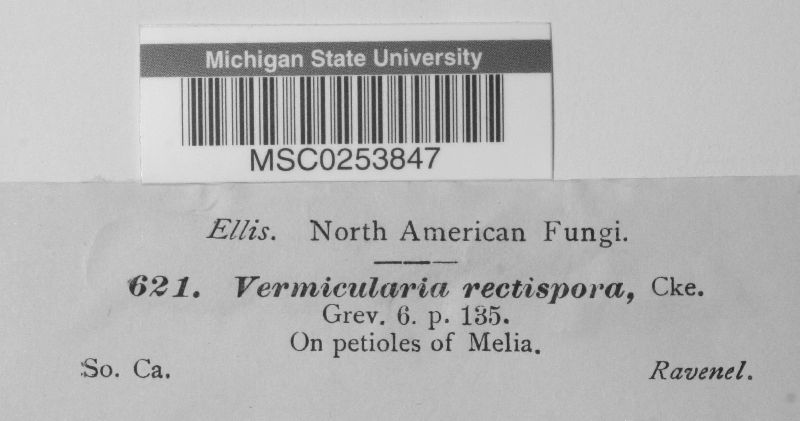 Michigan State University
MSC0253847
Ellis. North American Fungi.
621. Vermicularia rectispora, Cke.
Grev. 6. p. 135.
On petioles of Melia.
So. Ca. Ravenel.